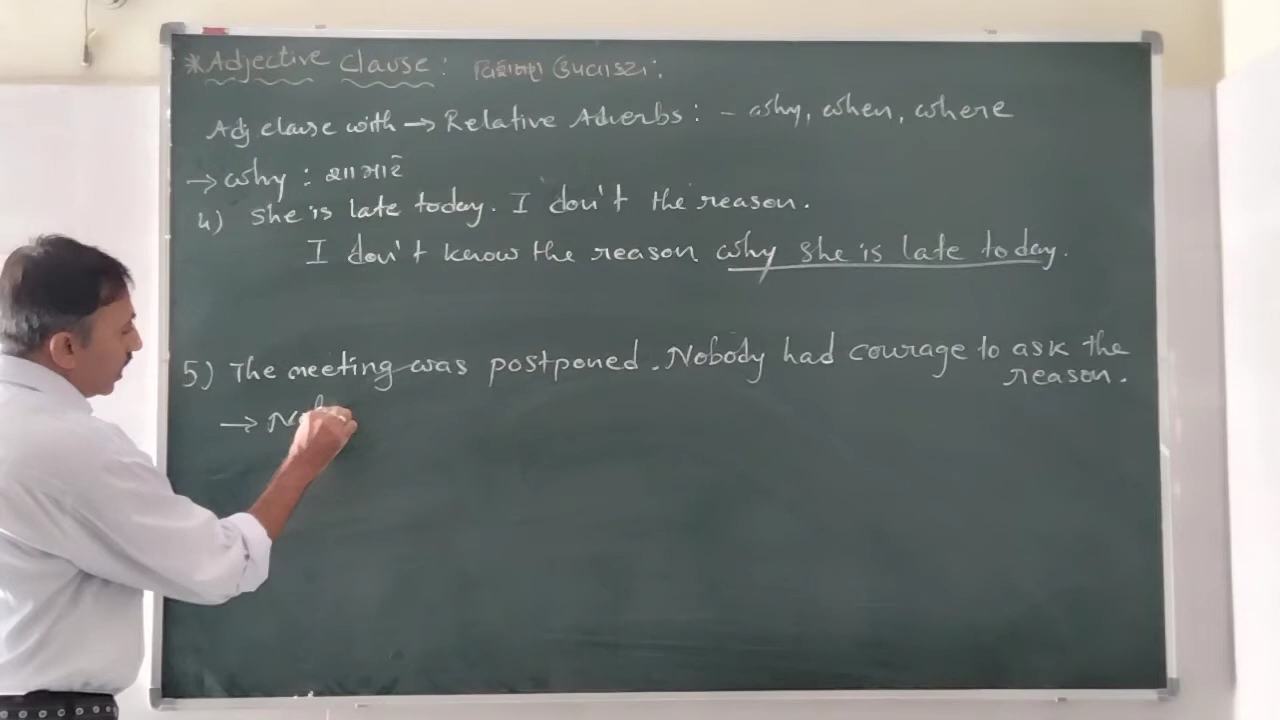 *Adjective Clause: વિશેષણ ઉપવાક્ય:
Adj clause with → Relative Adverbs: - why, when, where
→ why : શા માટે
4) She is late today. I don't the reason.
I don't know the reason why she is late today.
5) The meeting was postponed. Nobody had courage to ask the
reason.
→ No